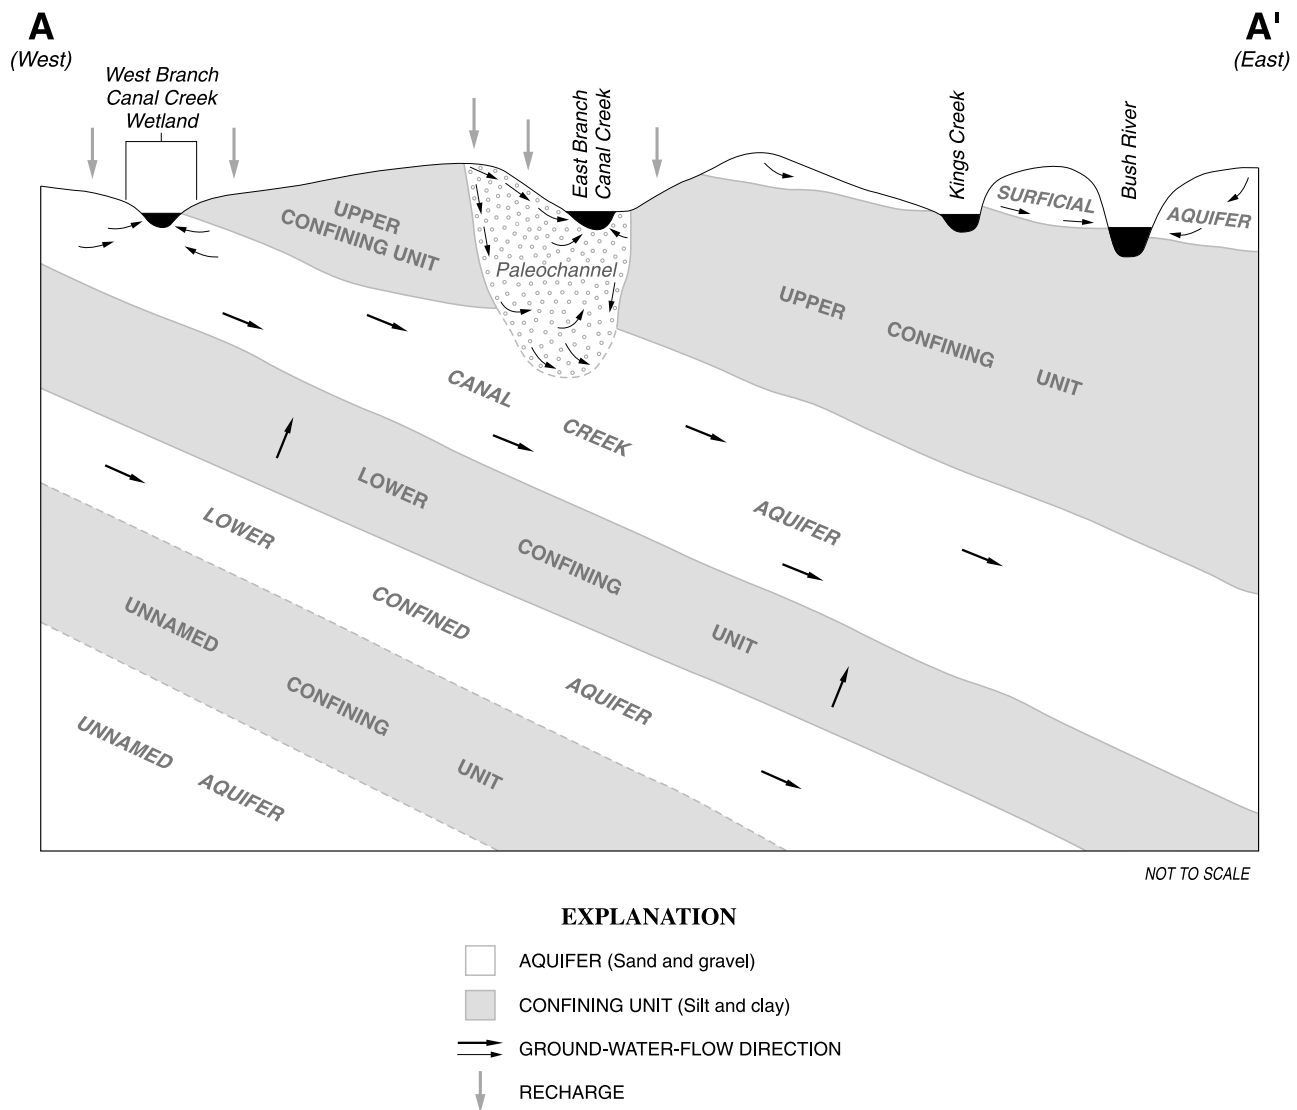 A
(West)
A'
(East)
West Branch
Canal Creek
Wetland
East Branch
Canal Creek
Kings Creek
Bush River
SURFICIAL
AQUIFER
UPPER
CONFINING UNIT
Paleochannel
UPPER CONFINING UNIT
CANAL CREEK AQUIFER
LOWER CONFINING UNIT
LOWER CONFINED AQUIFER
UNNAMED CONFINING UNIT
UNNAMED AQUIFER
NOT TO SCALE
EXPLANATION
AQUIFER (Sand and gravel)
CONFINING UNIT (Silt and clay)
GROUND-WATER-FLOW DIRECTION
RECHARGE